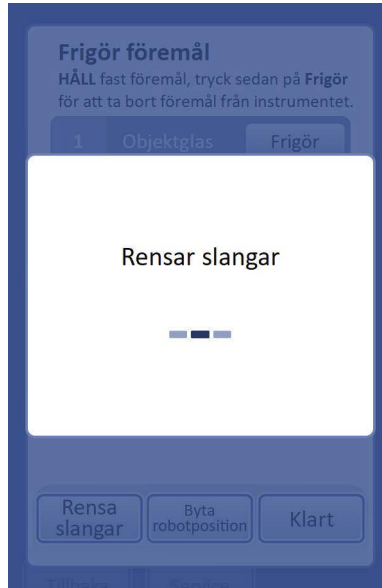 Frigör föremål
HÅLL fast föremål, tryck sedan på Frigör
för att ta bort föremål från instrumentet.
1 Objektglas Frigör
Rensar slangar
Rensa
slangar
Byta
robotposition
Klart
Tillbaka Service